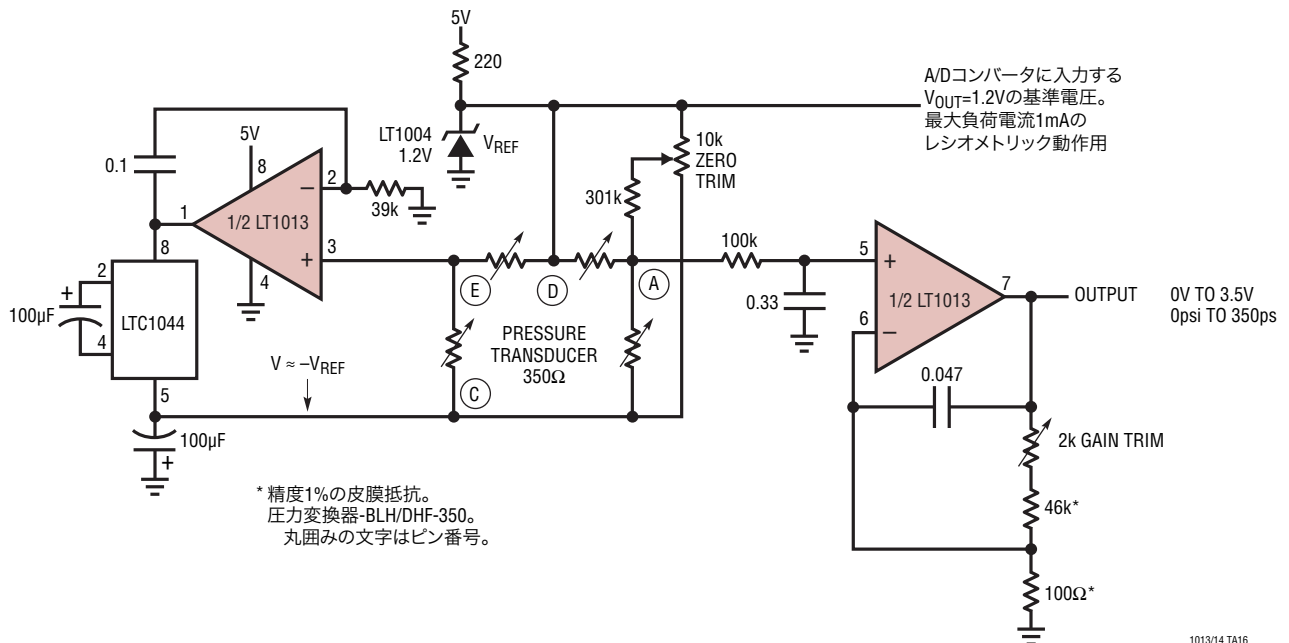 5V
220
A/Dコンバータに入力する
VOUT=1.2Vの基準電圧。
最大負荷電流1mAの
レシオメトリック動作用
LT1004
1.2V
VREF
10k
ZERO
TRIM
0.1
5V
8
2
–
39k
301k
1
1/2 LT1013
3
+
4
8
2
+
100µF
4
LTC1044
5
E
D
A
100k
5
+
0.33
1/2 LT1013
7
6
–
OUTPUT
0V TO 3.5V
0psi TO 350ps
PRESSURE
TRANSDUCER
350Ω
V ≈ –VREF
C
0.047
100µF
+
2k GAIN TRIM
46k*
100Ω*
* 精度1%の皮膜抵抗。
圧力変換器-BLH/DHF-350。
丸囲みの文字はピン番号。
1013/14 TA16